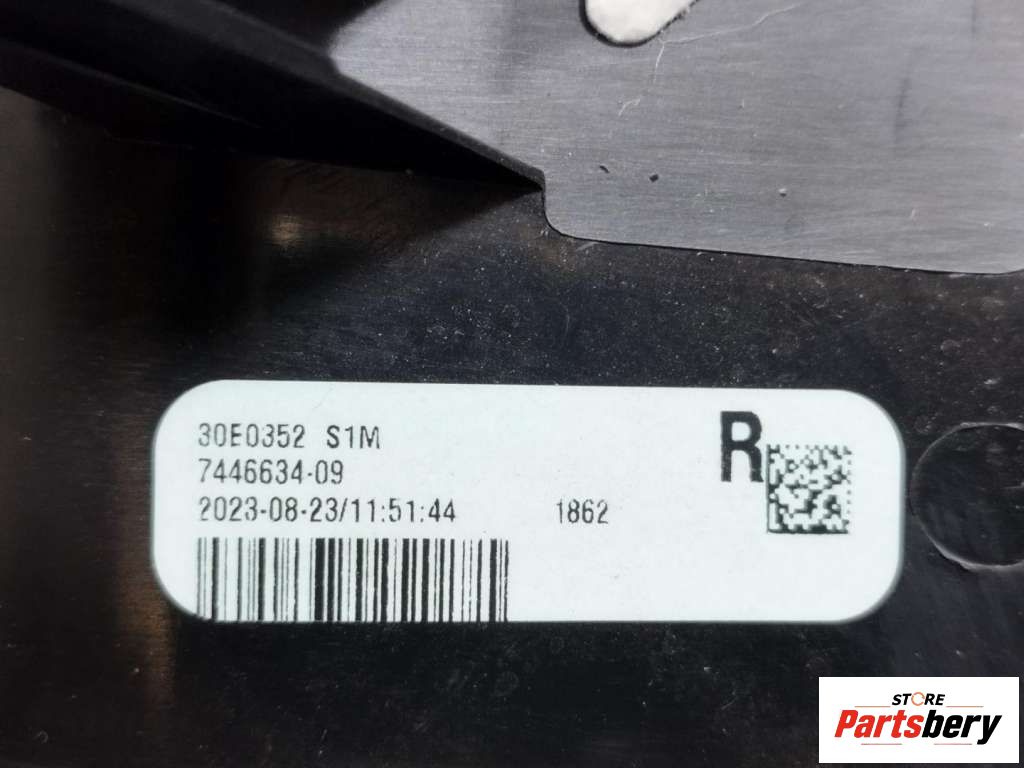 30E0352 S1M
7446634-09
2023-08-23/11:51:44 1862
R
STORE
Partsbery